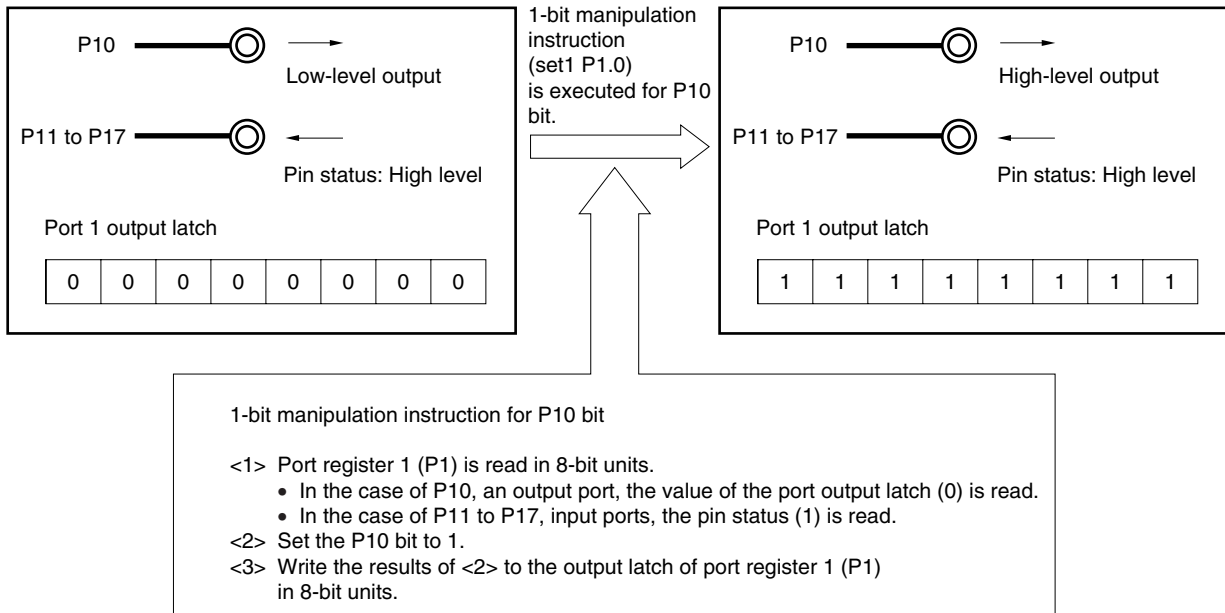 P10
Low-level output
P11 to P17
Pin status: High level
Port 1 output latch
0 0 0 0 0 0 0 0
1-bit manipulation
instruction
(set1 P1.0)
is executed for P10
bit.
P10
High-level output
P11 to P17
Pin status: High level
Port 1 output latch
1 1 1 1 1 1 1 1
1-bit manipulation instruction for P10 bit
<1> Port register 1 (P1) is read in 8-bit units.
• In the case of P10, an output port, the value of the port output latch (0) is read.
• In the case of P11 to P17, input ports, the pin status (1) is read.
<2> Set the P10 bit to 1.
<3> Write the results of <2> to the output latch of port register 1 (P1)
in 8-bit units.